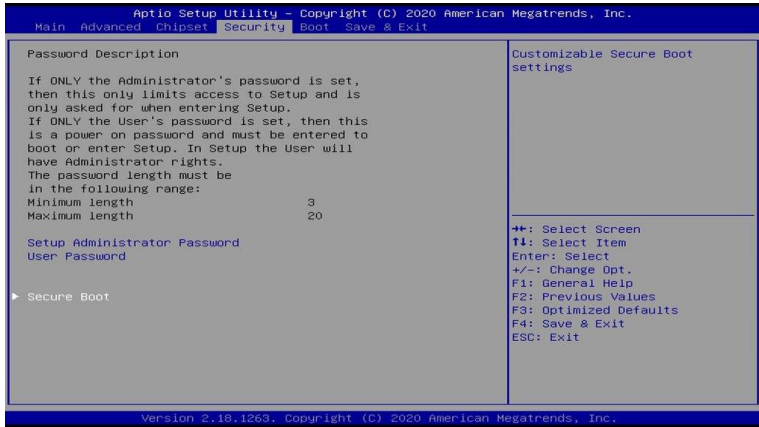 Aptio Setup Utility – Copyright (C) 2020 American Megatrends, Inc.
Main Advanced Chipset Security Boot Save & Exit
Password Description
If ONLY the Administrator's password is set,
then this only limits access to Setup and is
only asked for when entering Setup.
If ONLY the User's password is set, then this
is a power on password and must be entered to
boot or enter Setup. In Setup the User will
have Administrator rights.
The password length must be
in the following range:
Minimum length 3
Maximum length 20
Setup Administrator Password
User Password
► Secure Boot
Customizable Secure Boot
settings
→←: Select Screen
↑↓: Select Item
Enter: Select
+/-: Change Opt.
F1: General Help
F2: Previous Values
F3: Optimized Defaults
F4: Save & Exit
ESC: Exit
Version 2.18.1263. Copyright (C) 2020 American Megatrends, Inc.